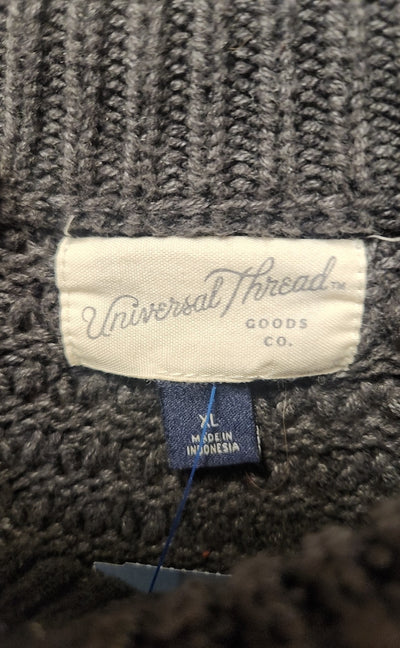 Universal Thread™
GOODS
CO.
XL
MADE IN
INDONESIA